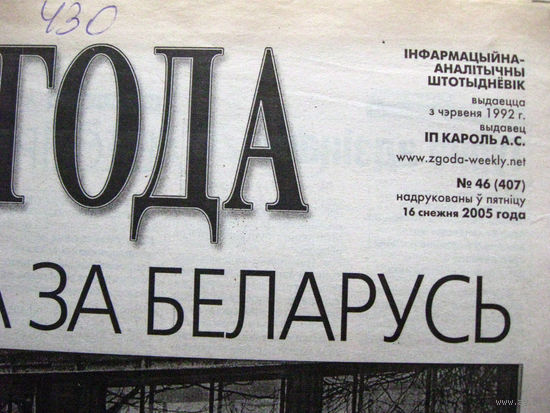 430
ГОДА
ІНФАРМАЦЫЙНА-
АНАЛІТЫЧНЫ
ШТОТЫДНЁВІК
выдаецца
з чэрвеня 1992 г.
выдавец
ІП КАРОЛЬ А.С.
www.zgoda-weekly.net
№ 46 (407)
надрукованы ў пятніцу
16 снежня 2005 года
А ЗА БЕЛАРУСЬ